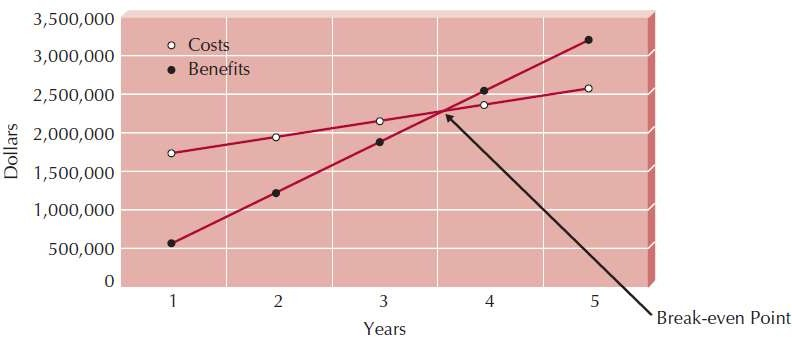 3,500,000
3,000,000
2,500,000
2,000,000
1,500,000
1,000,000
500,000
0
Dollars
Costs
Benefits
1 2 3 4 5
Years
Break-even Point